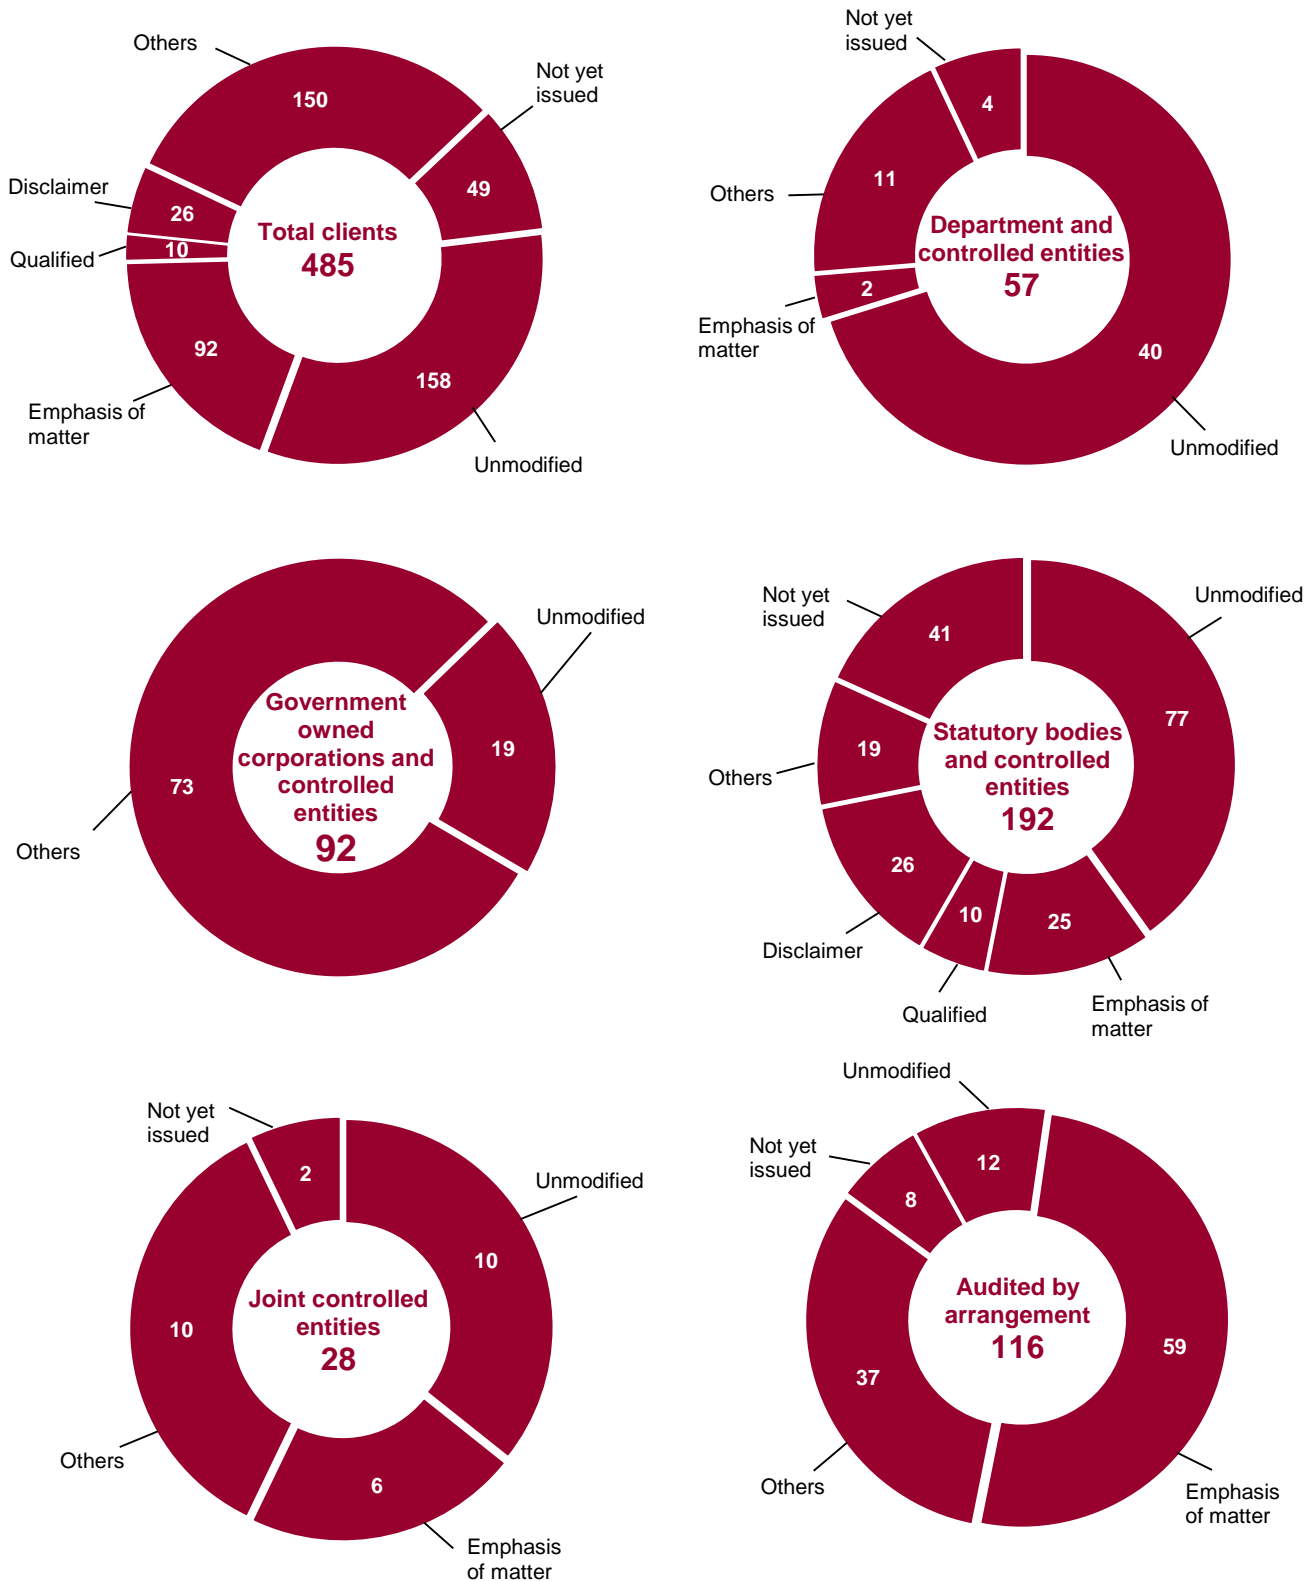 Others
150
Not yet
issued
49
Disclaimer
26
Qualified
10
Total clients
485
92
Emphasis of
matter
158
Unmodified
Not yet
issued
4
Others
11
Department and
controlled entities
57
2
Emphasis of
matter
40
Unmodified
Unmodified
19
Government
owned
corporations and
controlled
entities
92
73
Others
Not yet
issued
41
Unmodified
77
19
Others
Statutory bodies
and controlled
entities
192
26
Disclaimer
10
Qualified
25
Emphasis of
matter
Not yet
issued
2
Unmodified
10
Joint controlled
entities
28
10
Others
6
Emphasis
of matter
Unmodified
12
Not yet
issued
8
Audited by
arrangement
116
59
37
Others
Emphasis
of matter